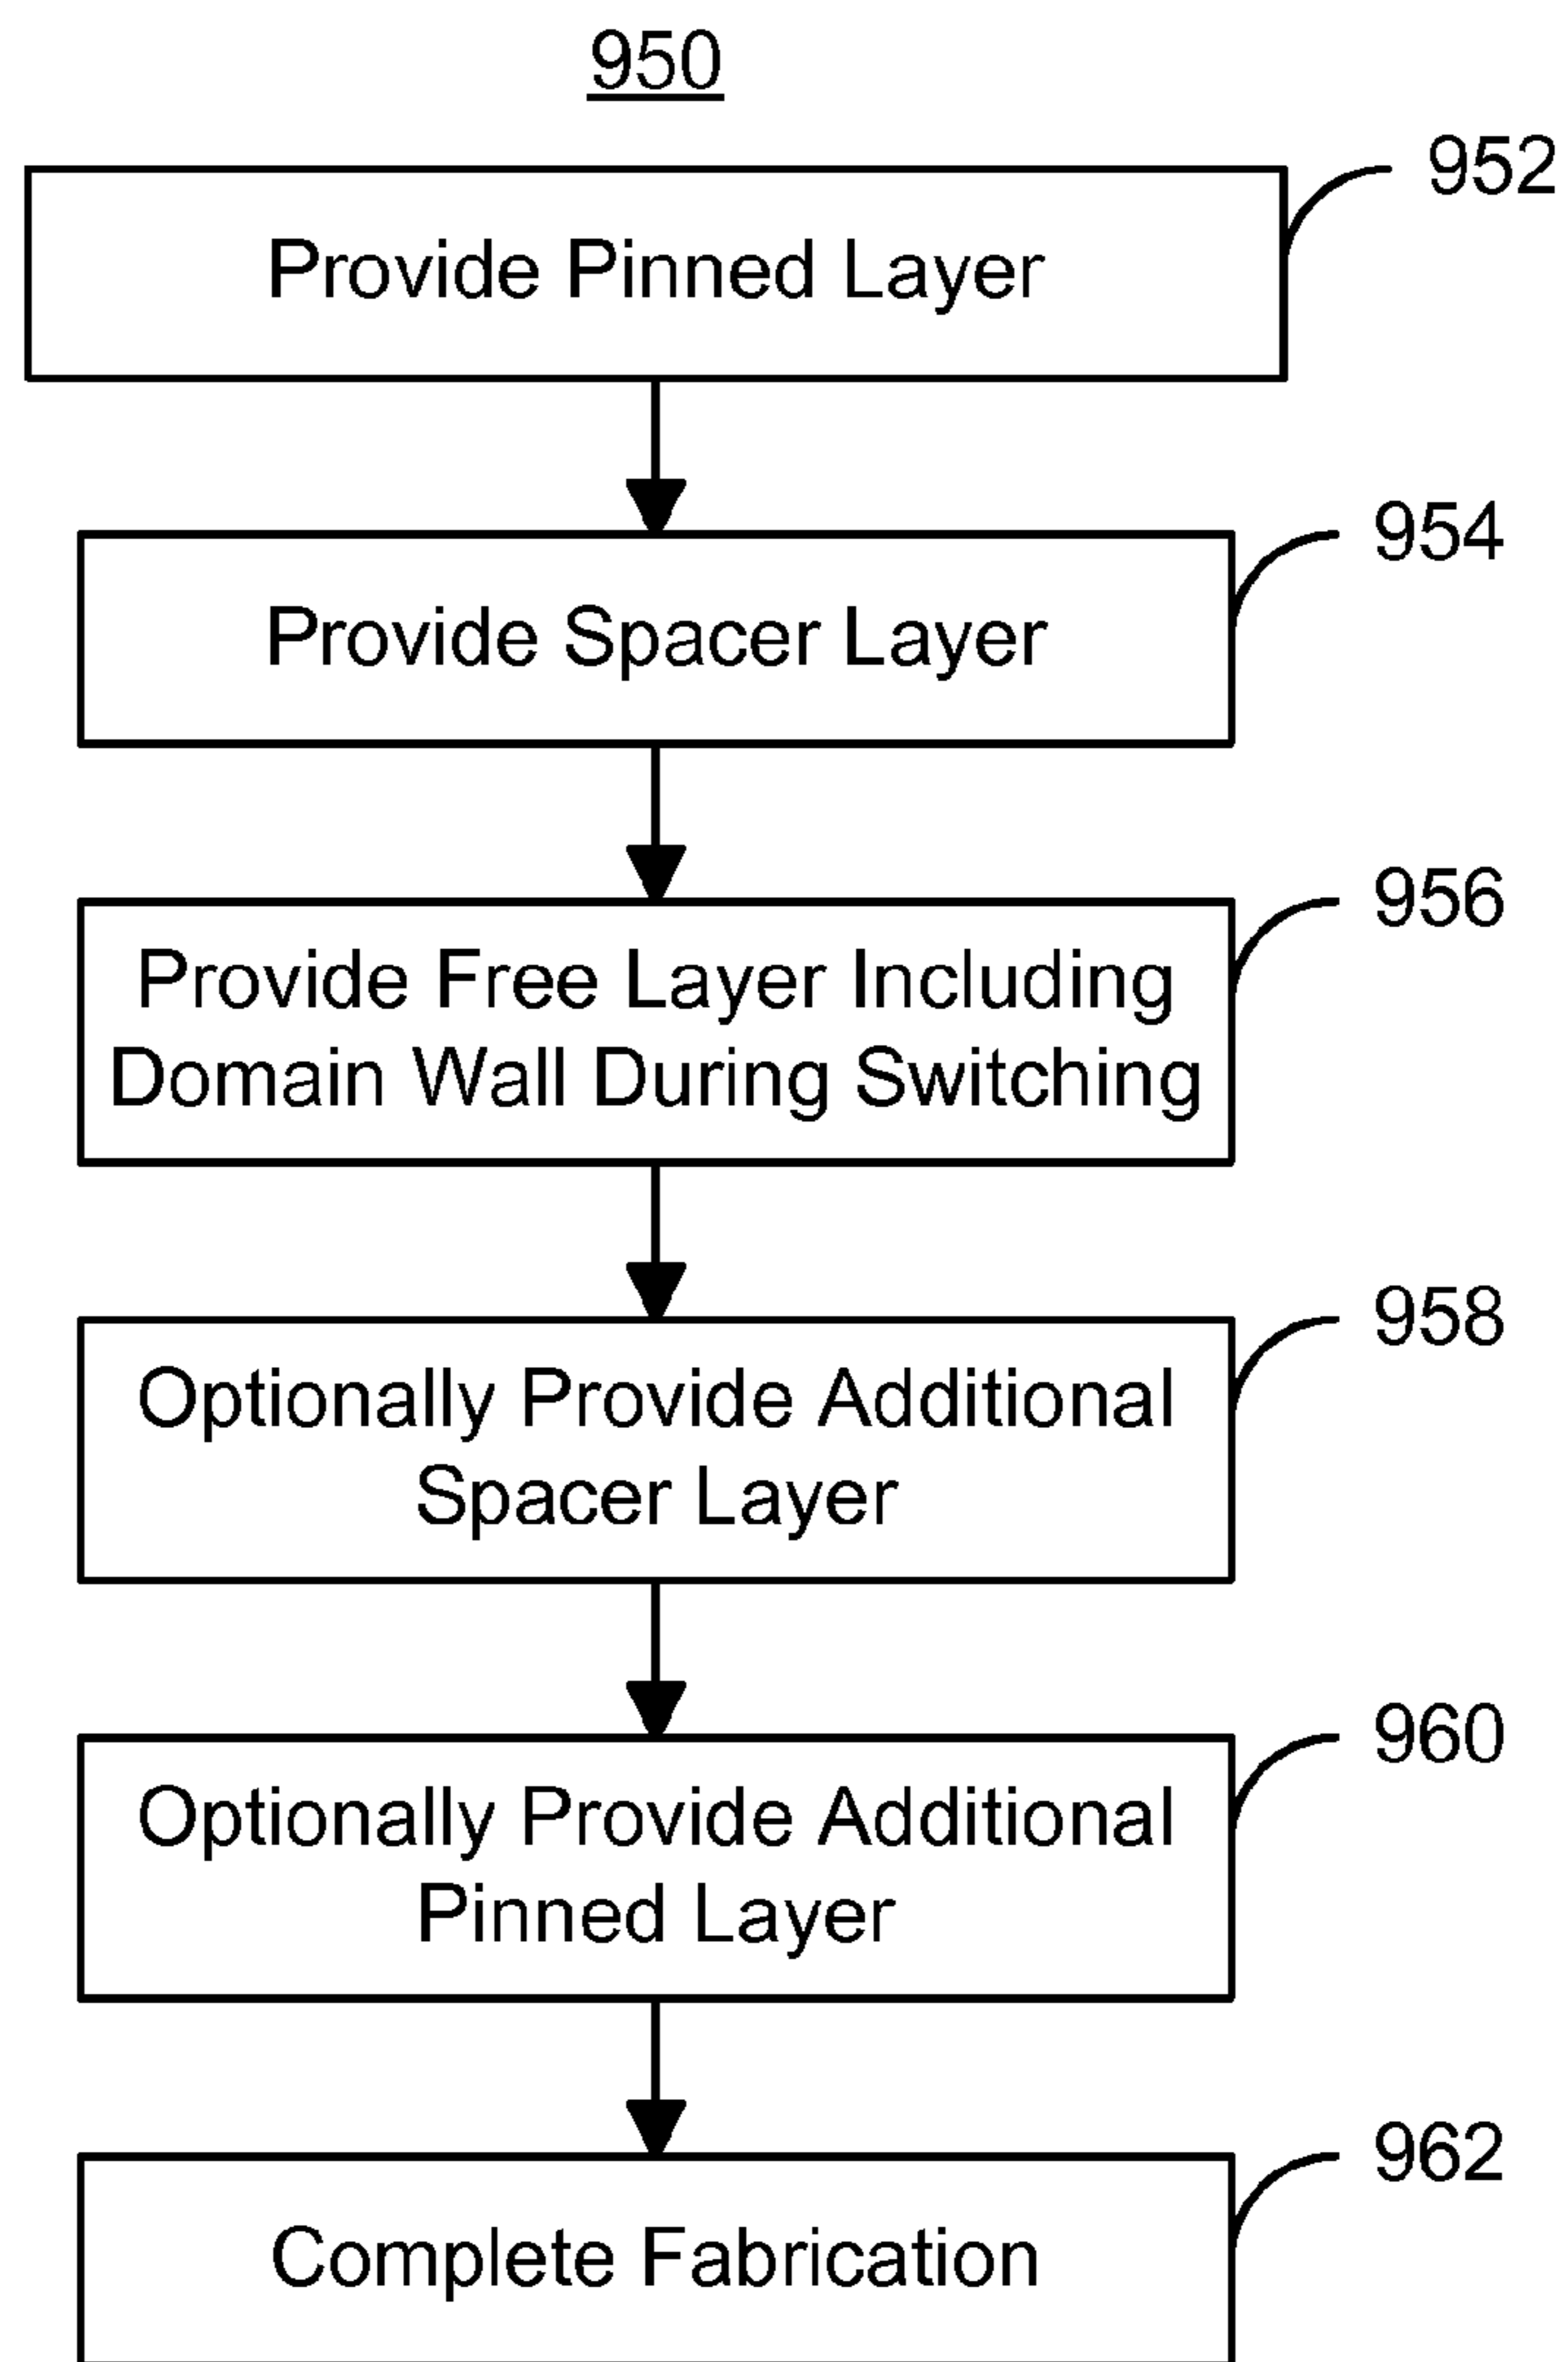 950
952
Provide Pinned Layer
954
Provide Spacer Layer
956
Provide Free Layer Including
Domain Wall During Switching
958
Optionally Provide Additional
Spacer Layer
960
Optionally Provide Additional
Pinned Layer
962
Complete Fabrication